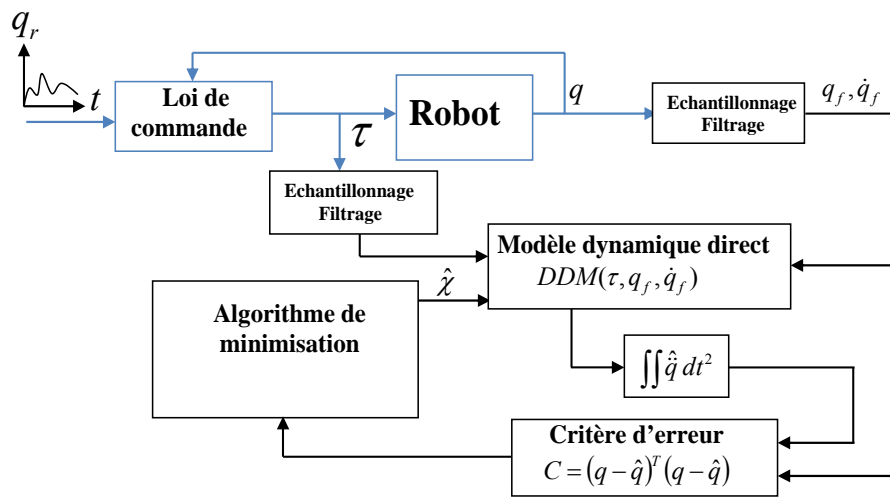 q_r
t
Loi de
commande
τ
Robot
q
Echantillonnage
Filtrage
q_f, q̇_f
Echantillonnage
Filtrage
Modèle dynamique direct
DDM(τ, q_f, q̇_f)
χ̂
Algorithme de
minimisation
∬ q̈̂ dt²
Critère d'erreur
C = (q − q̂)ᵀ(q − q̂)